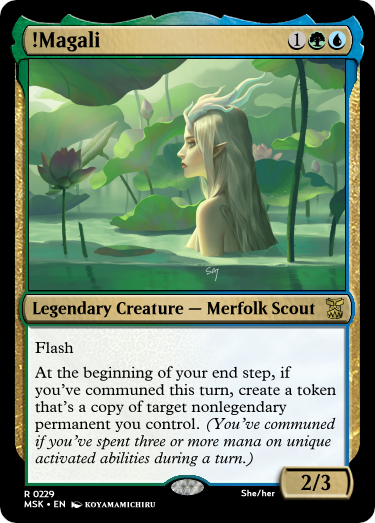 !Magali 1
Legendary Creature — Merfolk Scout
Flash
At the beginning of your end step, if
you've communed this turn, create a token
that's a copy of target nonlegendary
permanent you control. (You've communed
if you've spent three or more mana on unique
activated abilities during a turn.)
2/3
R 0229
MSK • EN KOYAMAMICHIRU
She/her